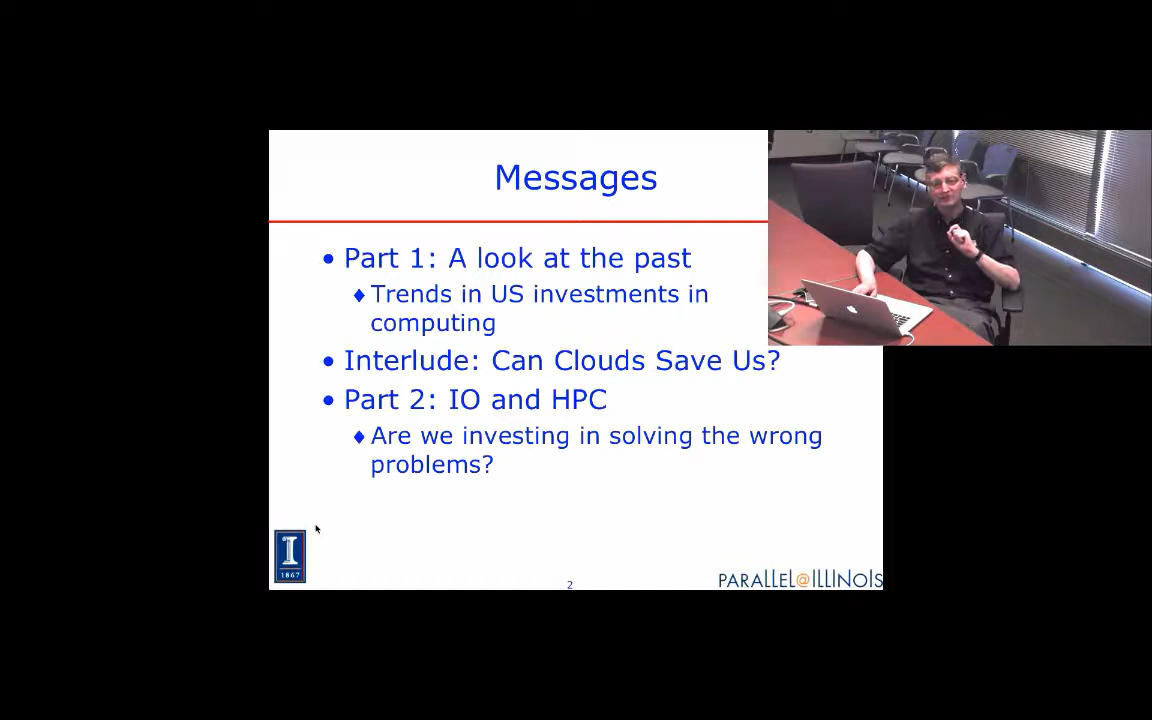 Messages
• Part 1: A look at the past
♦Trends in US investments in
computing
• Interlude: Can Clouds Save Us?
• Part 2: IO and HPC
♦Are we investing in solving the wrong
problems?
I
1867
2
PARALLEL@ILLINOIS